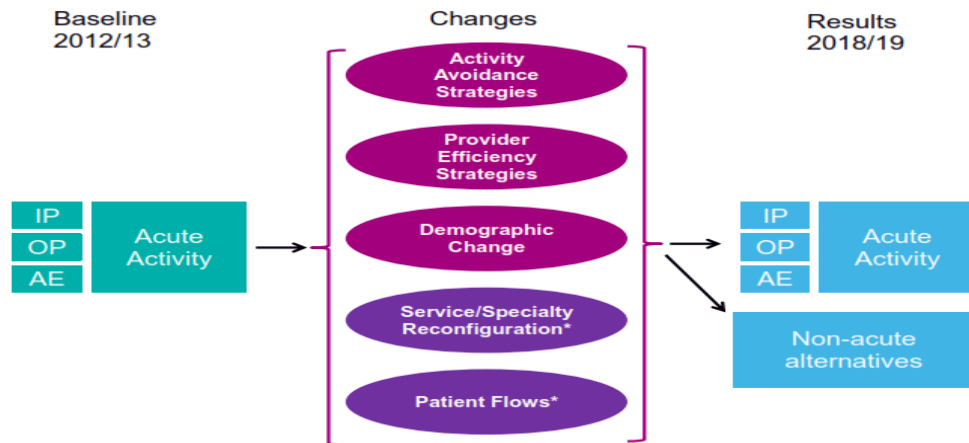 Baseline
2012/13
Changes
Results
2018/19
Activity
Avoidance
Strategies
Provider
Efficiency
Strategies
Demographic
Change
Service/Specialty
Reconfiguration*
Patient Flows*
IP
OP
AE
Acute
Activity
IP
OP
AE
Acute
Activity
Non-acute
alternatives